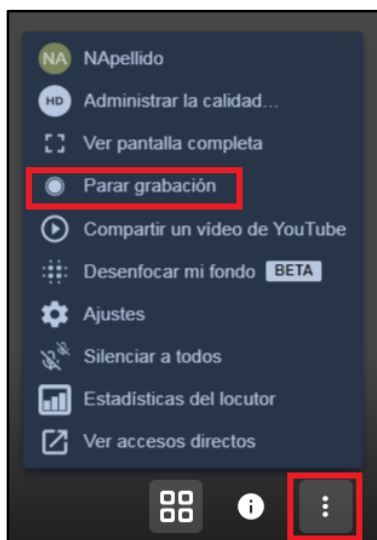 NA NApellido
HD Administrar la calidad...
Ver pantalla completa
Parar grabación
Compartir un vídeo de YouTube
Desenfocar mi fondo BETA
Ajustes
Silenciar a todos
Estadísticas del locutor
Ver accesos directos